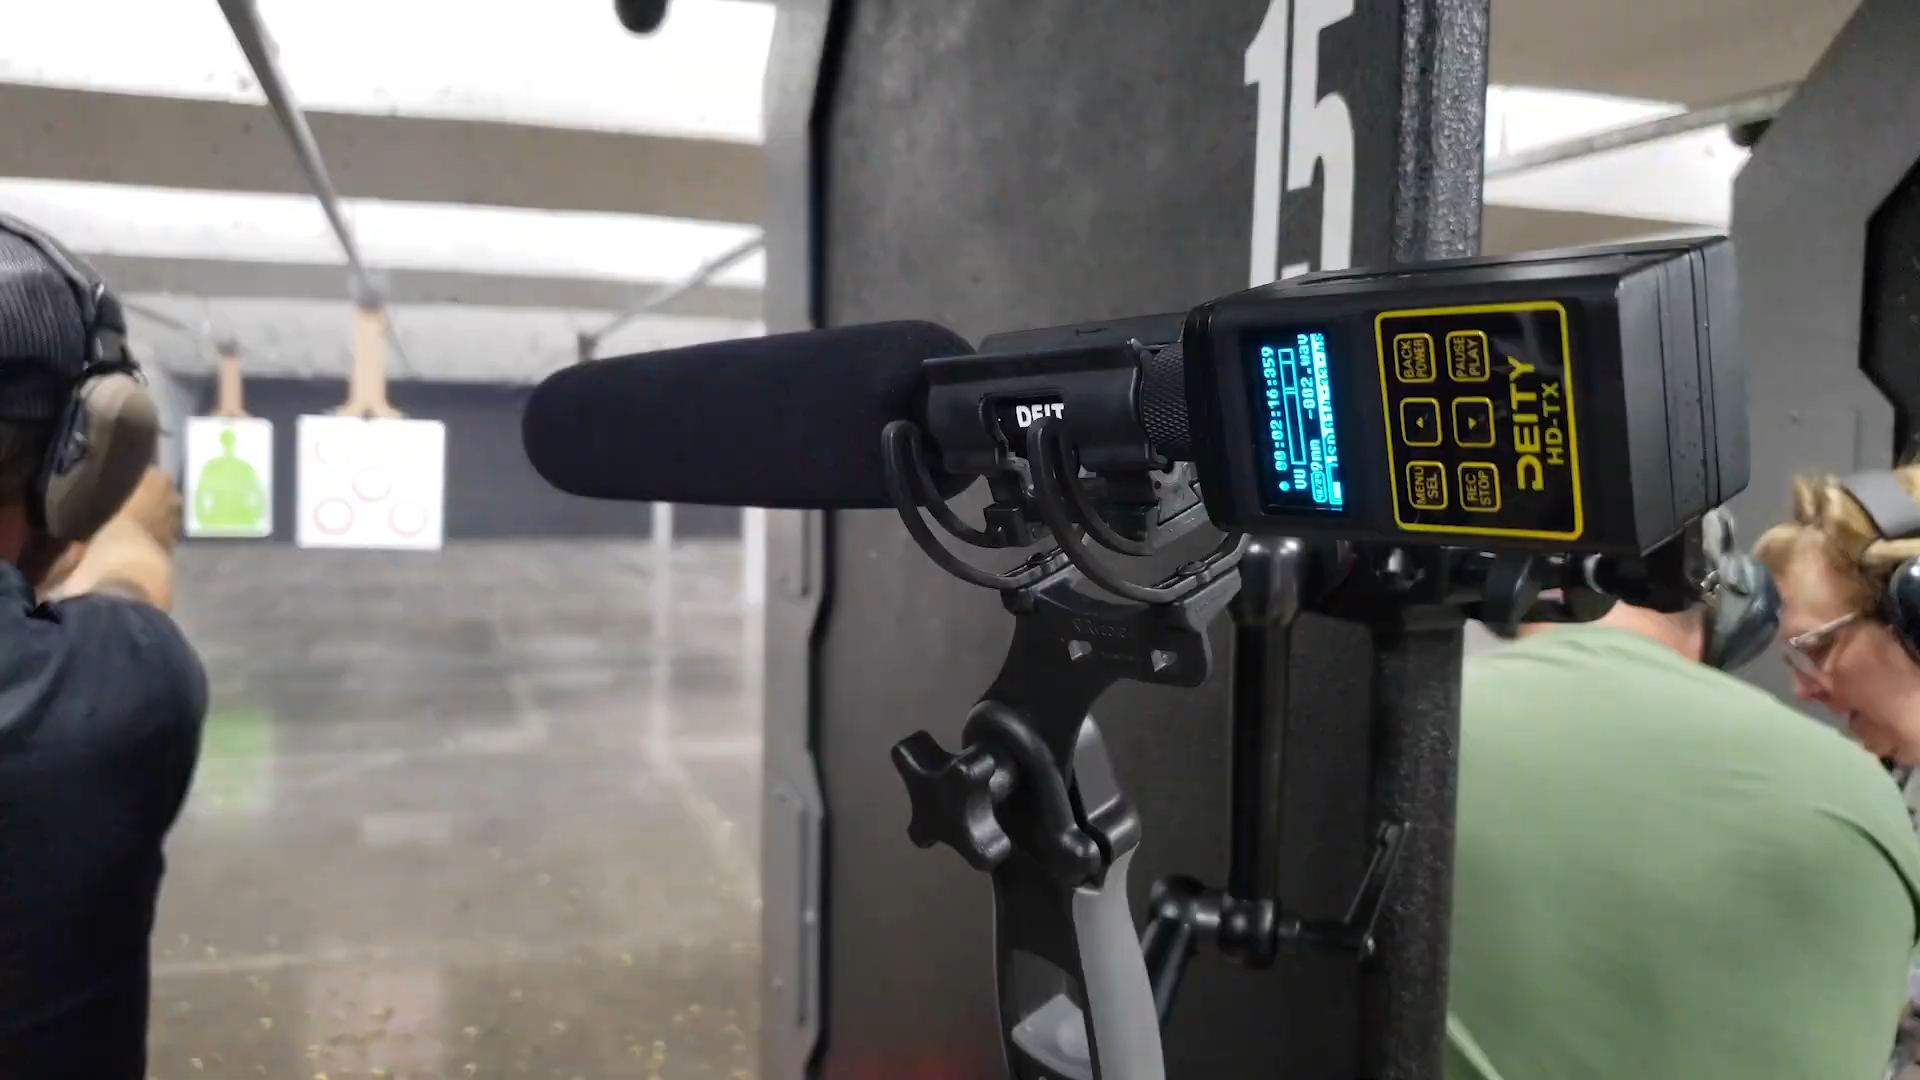 15
DEIT
00:02:16:359
VU
-002.wav
BACK
POWER
PAUSE
PLAY
MENU
SEL
REC
STOP
DEITY
HD-TX